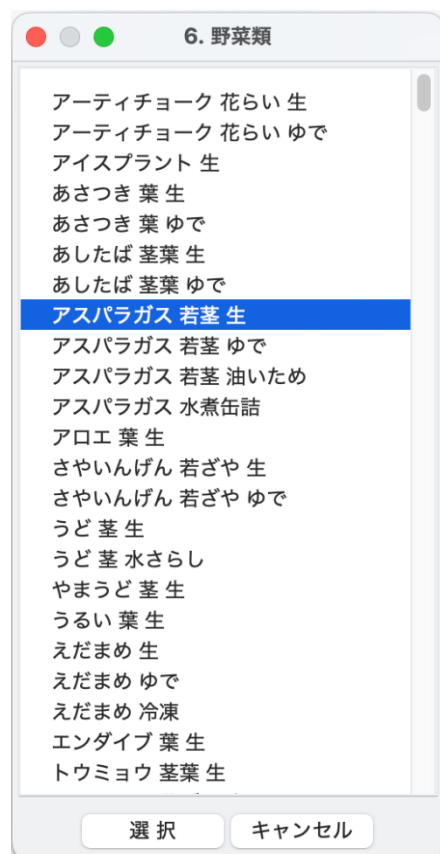 6. 野菜類
アーティチョーク 花らい 生
アーティチョーク 花らい ゆで
アイスプラント 生
あさつき 葉 生
あさつき 葉 ゆで
あしたば 茎葉 生
あしたば 茎葉 ゆで
アスパラガス 若茎 生
アスパラガス 若茎 ゆで
アスパラガス 若茎 油いため
アスパラガス 水煮缶詰
アロエ 葉 生
さやいんげん 若ざや 生
さやいんげん 若ざや ゆで
うど 茎 生
うど 茎 水さらし
やまうど 茎 生
うるい 葉 生
えだまめ 生
えだまめ ゆで
えだまめ 冷凍
エンダイブ 葉 生
トウミョウ 茎葉 生
選 択 キャンセル